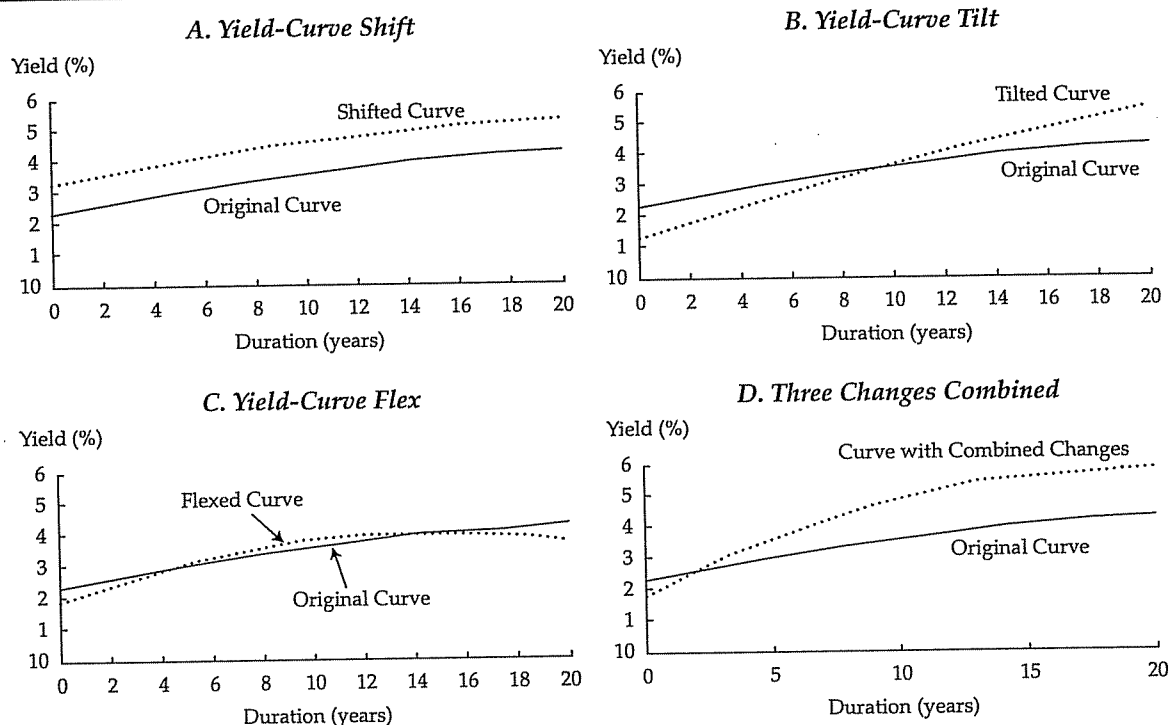 A. Yield-Curve Shift
Yield (%)
6
5
4
3
2
1
10
Shifted Curve
Original Curve
0 2 4 6 8 10 12 14 16 18 20
Duration (years)
B. Yield-Curve Tilt
Yield (%)
6
5
4
3
2
1
10
Tilted Curve
Original Curve
0 2 4 6 8 10 12 14 16 18 20
Duration (years)
C. Yield-Curve Flex
Yield (%)
6
5
4
3
2
1
10
Flexed Curve
Original Curve
0 2 4 6 8 10 12 14 16 18 20
Duration (years)
D. Three Changes Combined
Yield (%)
6
5
4
3
2
1
10
Curve with Combined Changes
Original Curve
0 5 10 15 20
Duration (years)